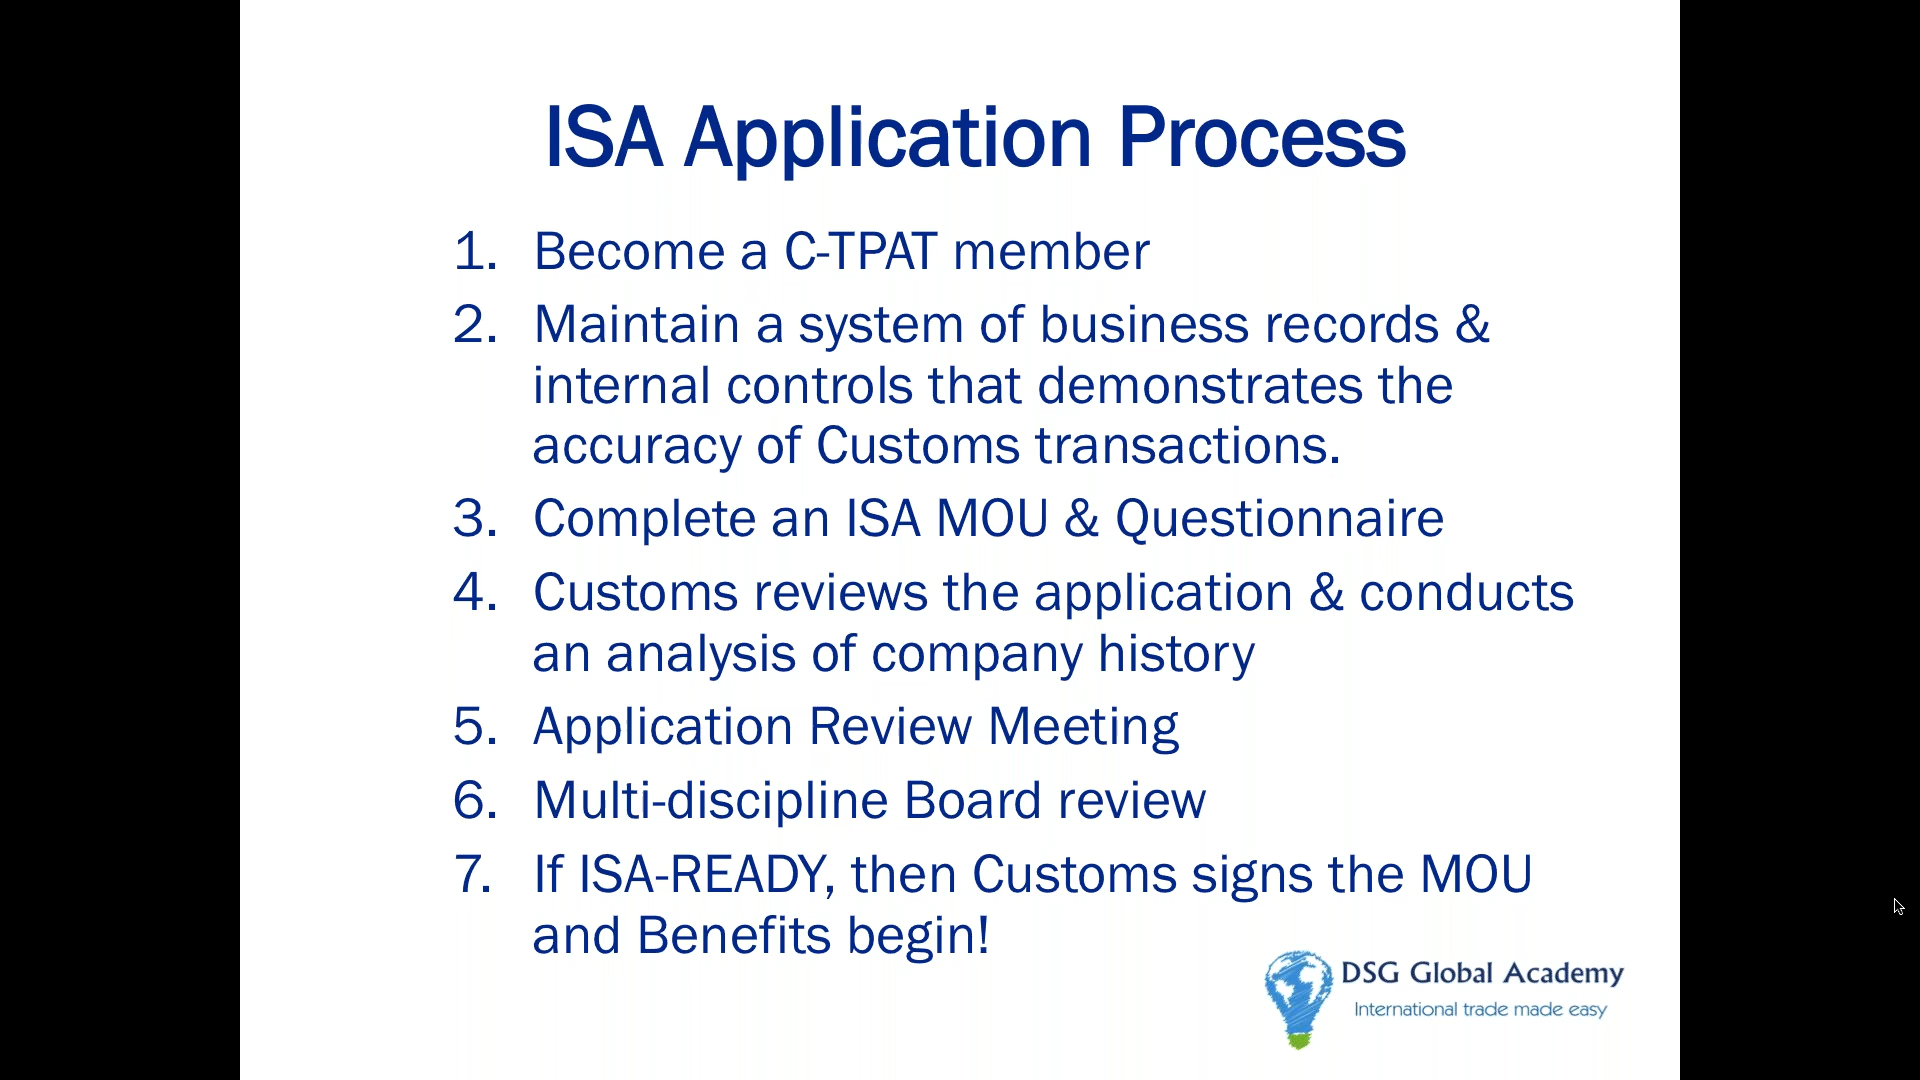 ISA Application Process
1. Become a C-TPAT member
2. Maintain a system of business records &
internal controls that demonstrates the
accuracy of Customs transactions.
3. Complete an ISA MOU & Questionnaire
4. Customs reviews the application & conducts
an analysis of company history
5. Application Review Meeting
6. Multi-discipline Board review
7. If ISA-READY, then Customs signs the MOU
and Benefits begin!
DSG Global Academy
International trade made easy